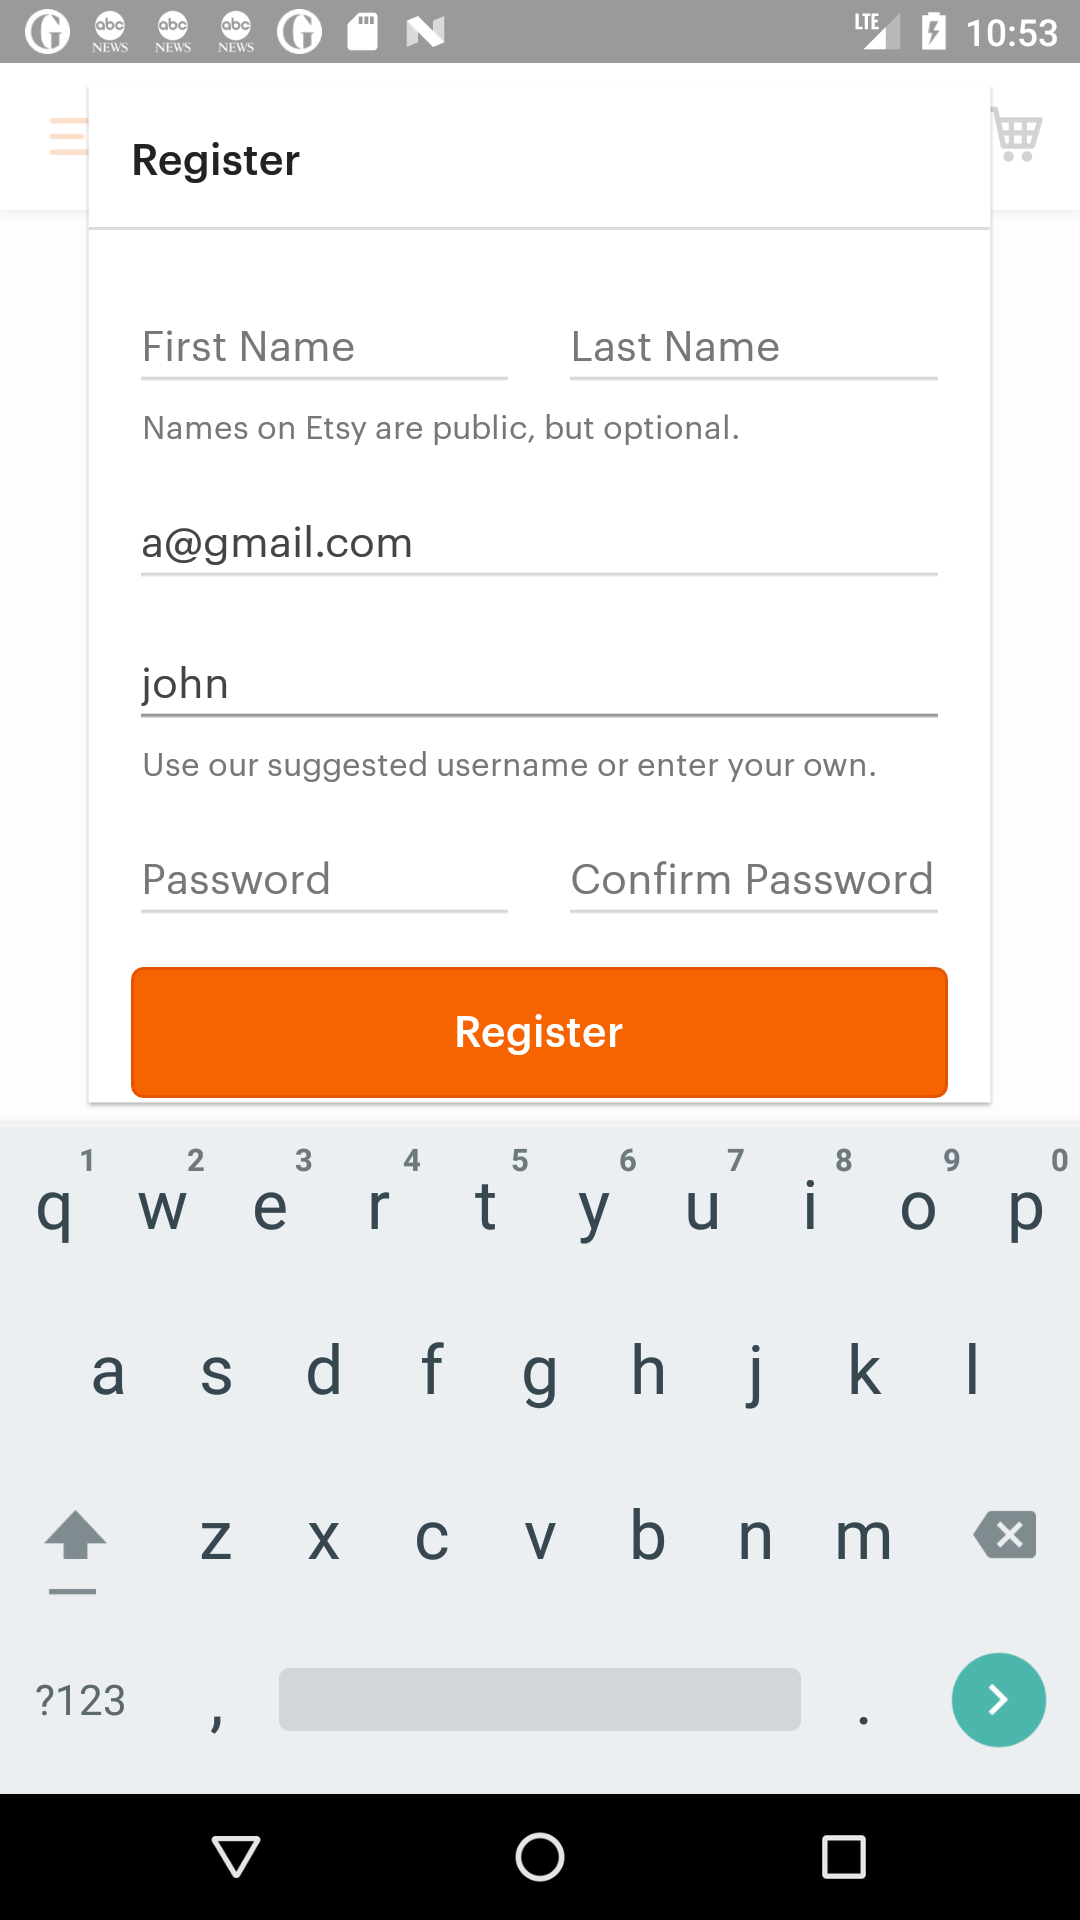 abc NEWS abc NEWS abc NEWS LTE 10:53
Register
First Name Last Name
Names on Etsy are public, but optional.
a@gmail.com
john
Use our suggested username or enter your own.
Password Confirm Password
Register
1 2 3 4 5 6 7 8 9 0
q w e r t y u i o p
a s d f g h j k l
z x c v b n m
?123 , .